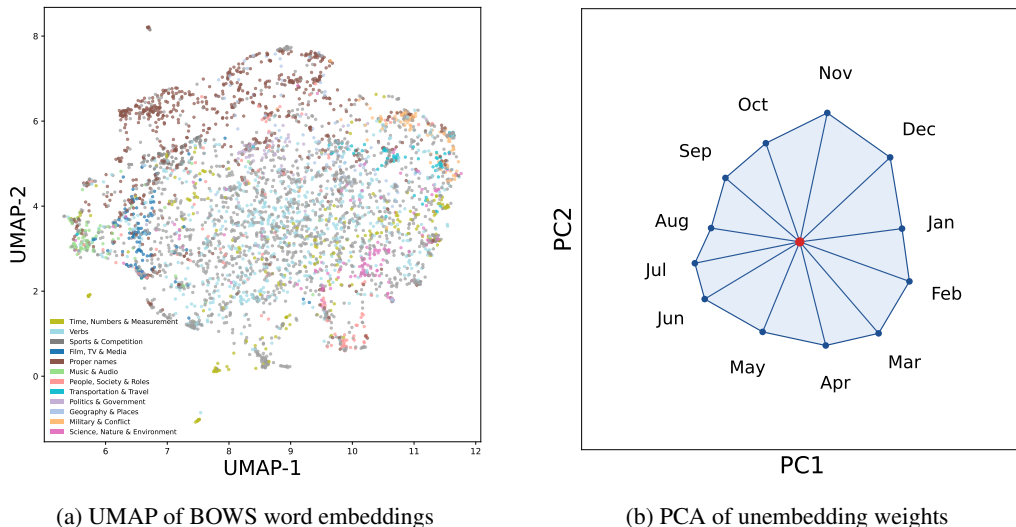 8
6
4
2
0
UMAP-2
Time, Numbers & Measurement
Verbs
Sports & Competition
Film, TV & Media
Proper names
Music & Audio
People, Society & Roles
Transportation & Travel
Politics & Government
Geography & Places
Military & Conflict
Science, Nature & Environment
6 7 8 9 10 11 12
UMAP-1
(a) UMAP of BOWS word embeddings
Nov
Oct
Dec
Sep
Aug
Jan
Jul
Feb
Jun
May
Mar
Apr
PC2
PC1
(b) PCA of unembedding weights